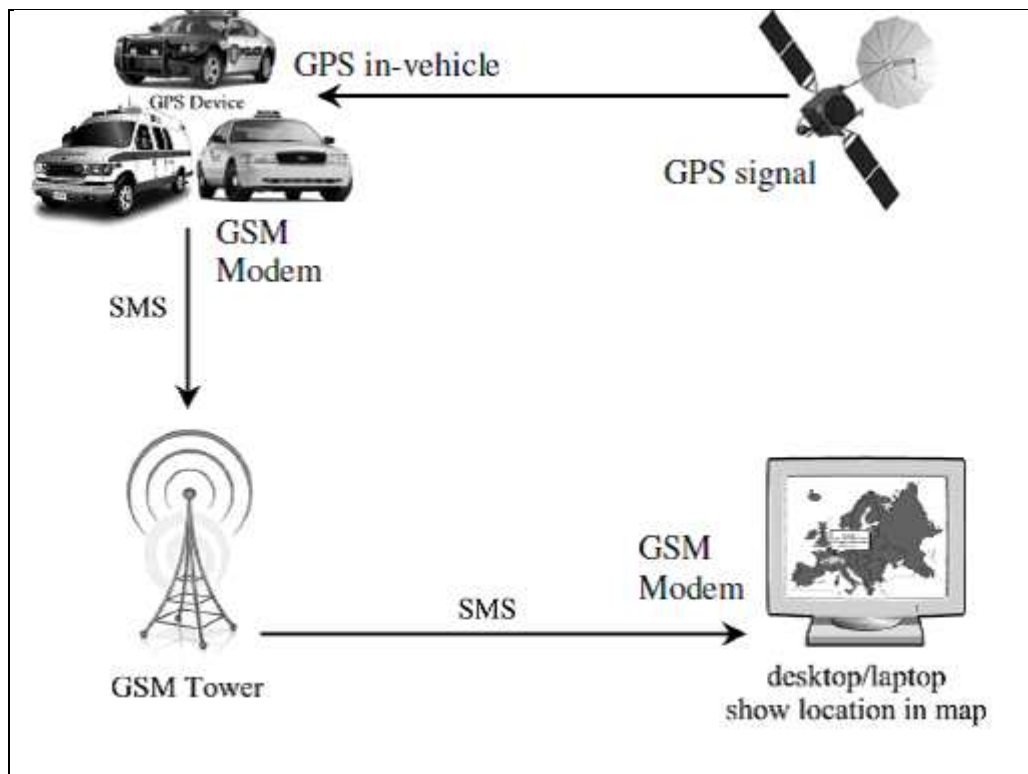 GPS in-vehicle
GPS Device
GPS signal
GSM
Modem
SMS
GSM Tower
SMS
GSM
Modem
desktop/laptop
show location in map
POLICE